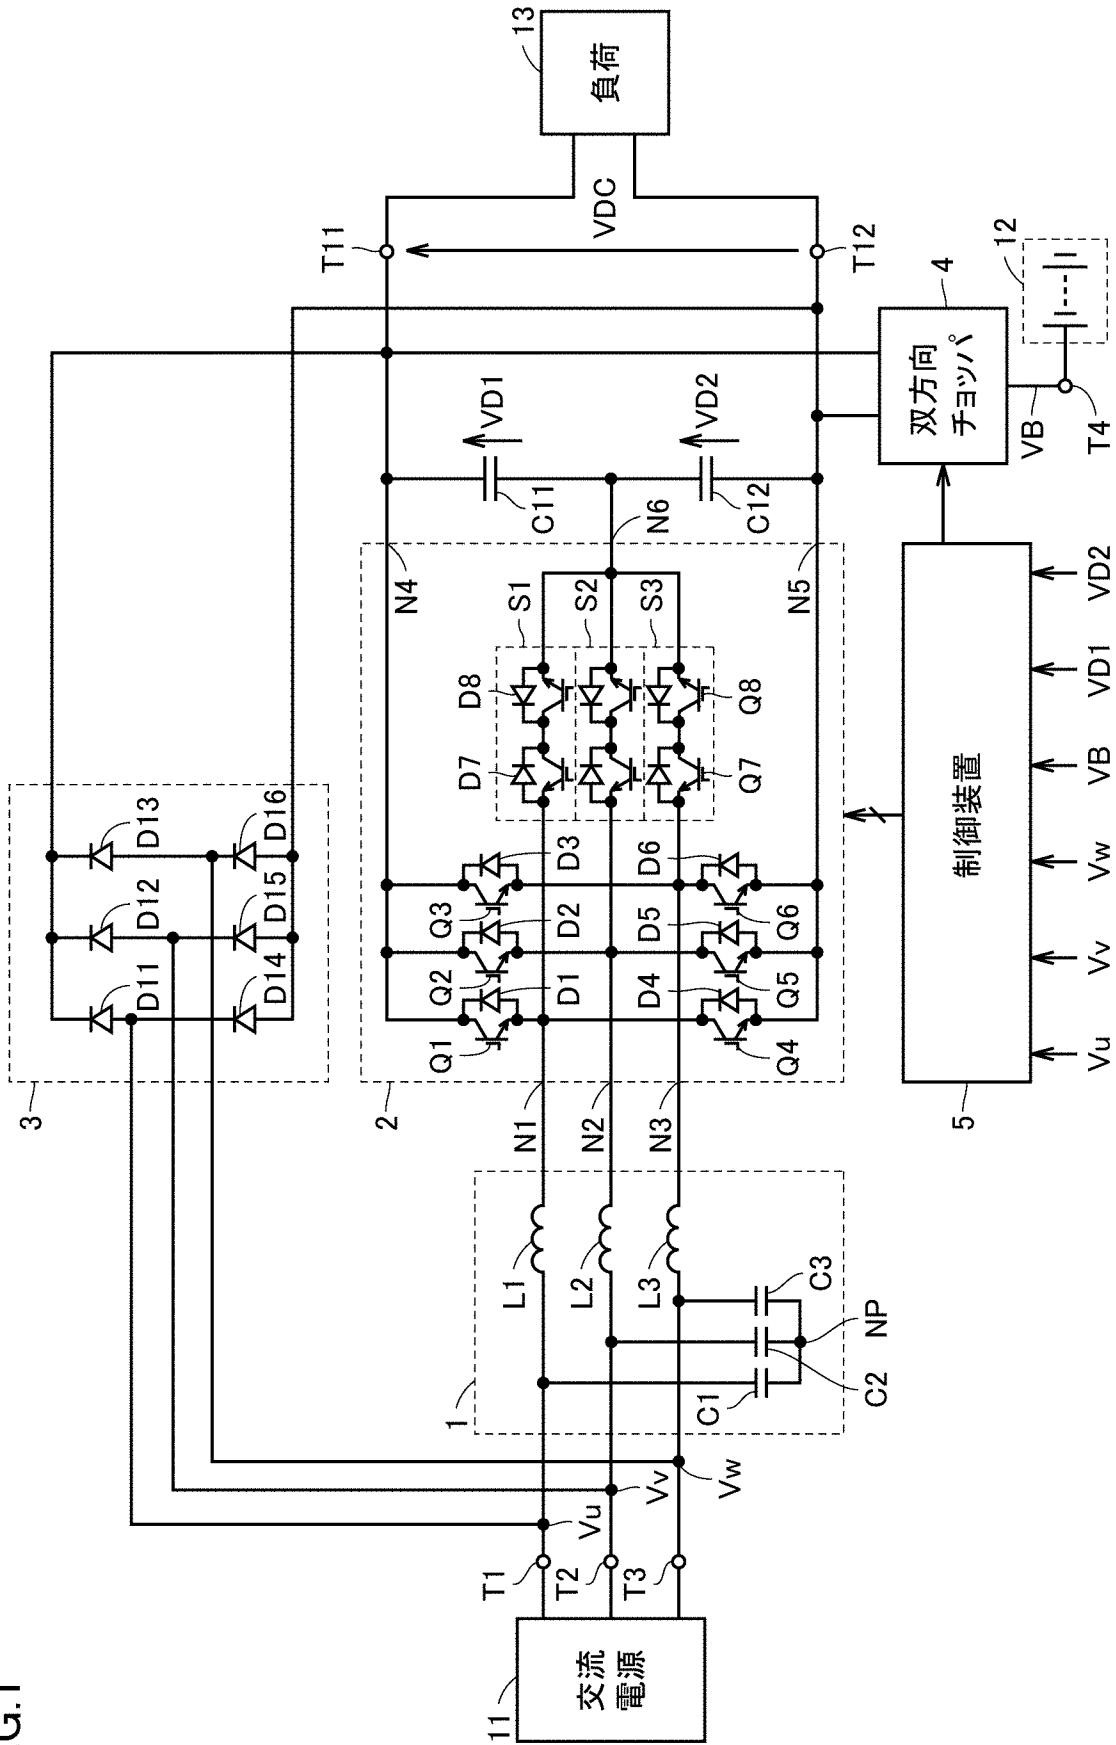 G.1
3
D11
D12
D13
D14
D15
D16
2
N4
T11
13
負荷
VDC
Q1
Q2
Q3
D1
D2
D3
D7
D8
S1
S2
S3
C11
VD1
N6
C12
VD2
11
交流
電源
T1
T2
T3
Vu
Vv
Vw
1
L1
L2
L3
C1
C2
C3
NP
N1
N2
N3
D4
D5
D6
Q4
Q5
Q6
Q7
Q8
N5
T12
4
双方向
チョッパ
VB
T4
12
5
制御装置
Vu
Vv
Vw
VB
VD1
VD2